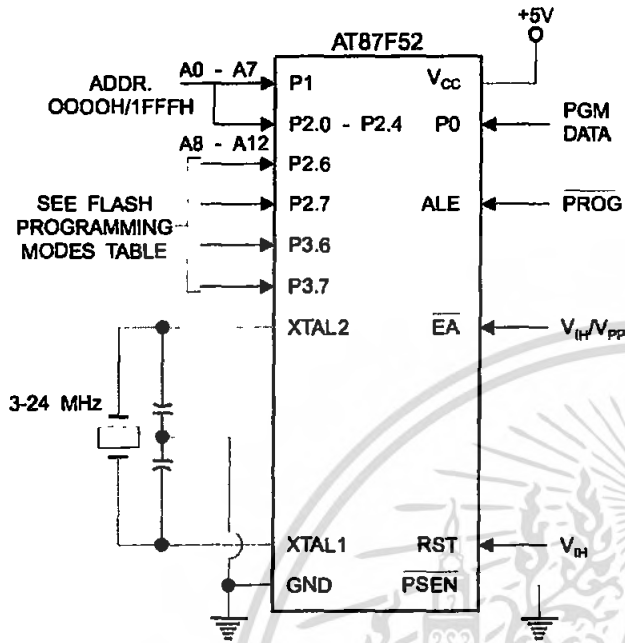 +5V
AT87F52
A0 - A7
ADDR.
OOOOH/1FFFH
P1
VCC
P2.0 - P2.4
P0
PGM
DATA
A8 - A12
P2.6
SEE FLASH
PROGRAMMING
MODES TABLE
P2.7
ALE
PROG
P3.6
P3.7
XTAL2
EA
VIH/VPP
3-24 MHz
XTAL1
RST
VIH
GND
PSEN